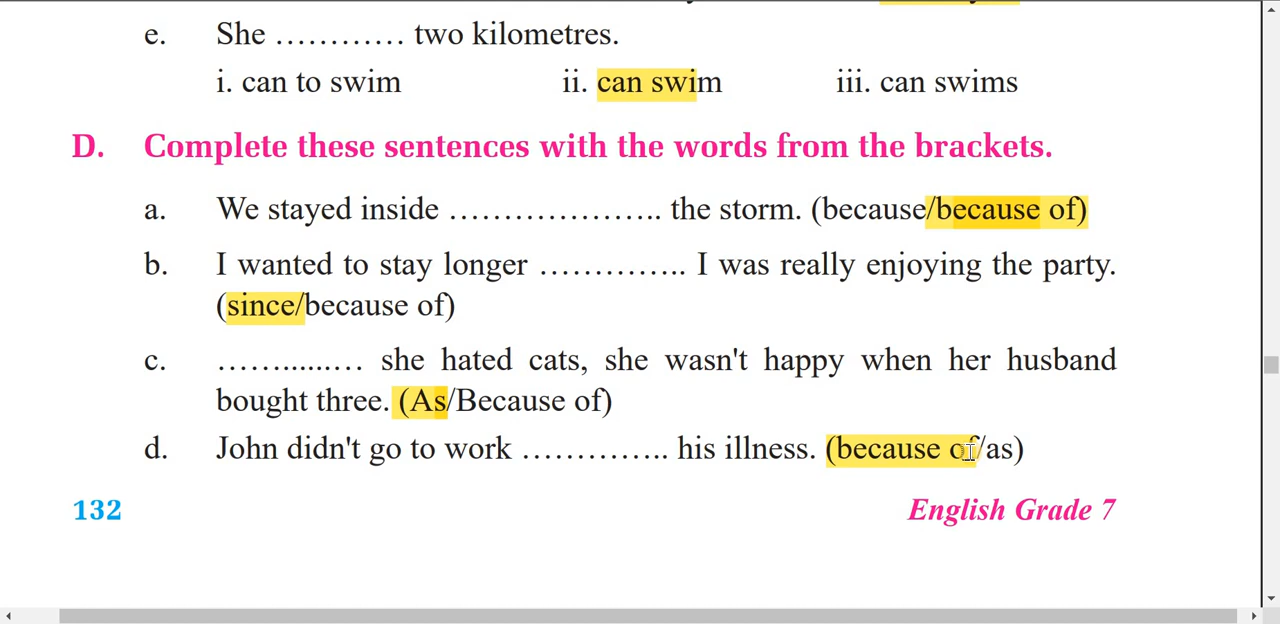 e. She ………… two kilometres.
i. can to swim ii. can swim iii. can swims
D. Complete these sentences with the words from the brackets.
a. We stayed inside ………………….. the storm. (because/because of)
b. I wanted to stay longer ………….. I was really enjoying the party.
(since/because of)
c. ……..........… she hated cats, she wasn't happy when her husband
bought three. (As/Because of)
d. John didn't go to work ………….. his illness. (because of/as)
132 English Grade 7